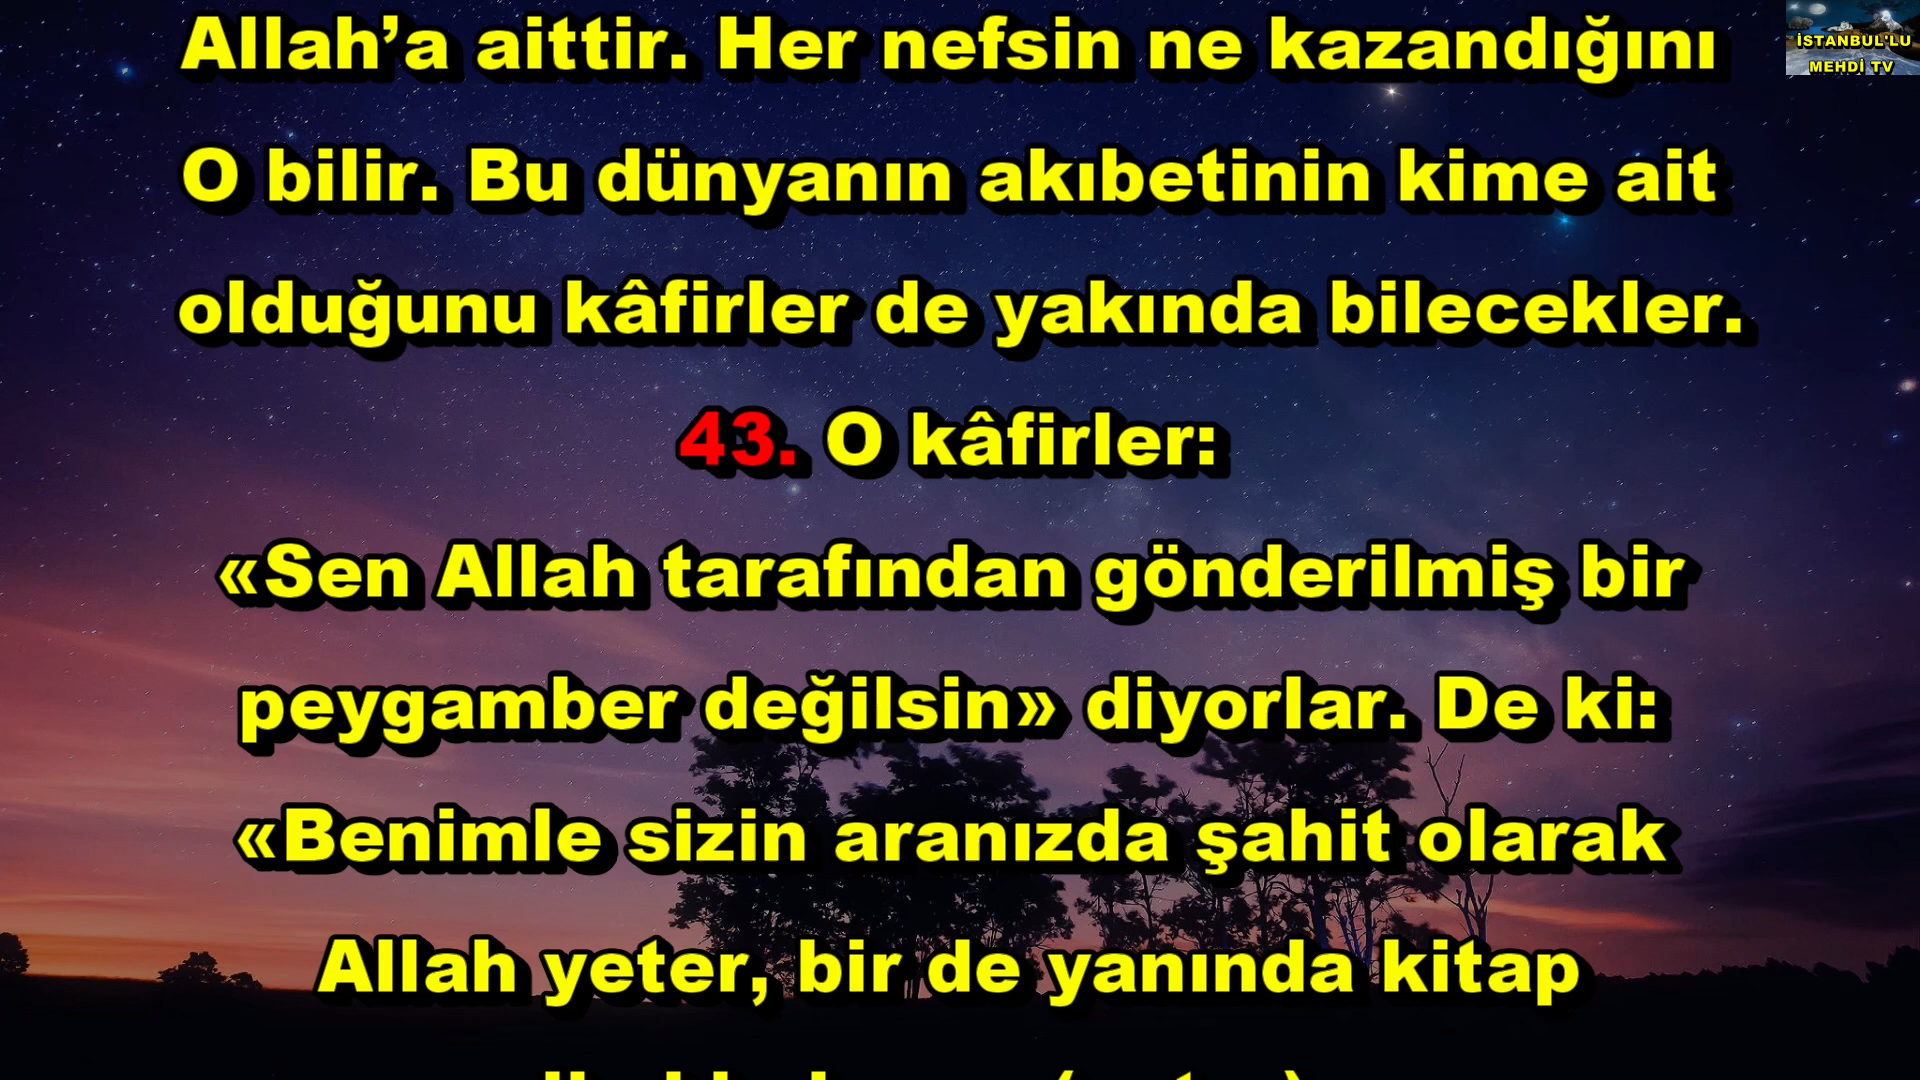 Allah’a aittir. Her nefsin ne kazandığını
O bilir. Bu dünyanın akıbetinin kime ait
olduğunu kâfirler de yakında bilecekler.
43. O kâfirler:
«Sen Allah tarafından gönderilmiş bir
peygamber değilsin» diyorlar. De ki:
«Benimle sizin aranızda şahit olarak
Allah yeter, bir de yanında kitap
İSTANBUL'LU
MEHDİ TV